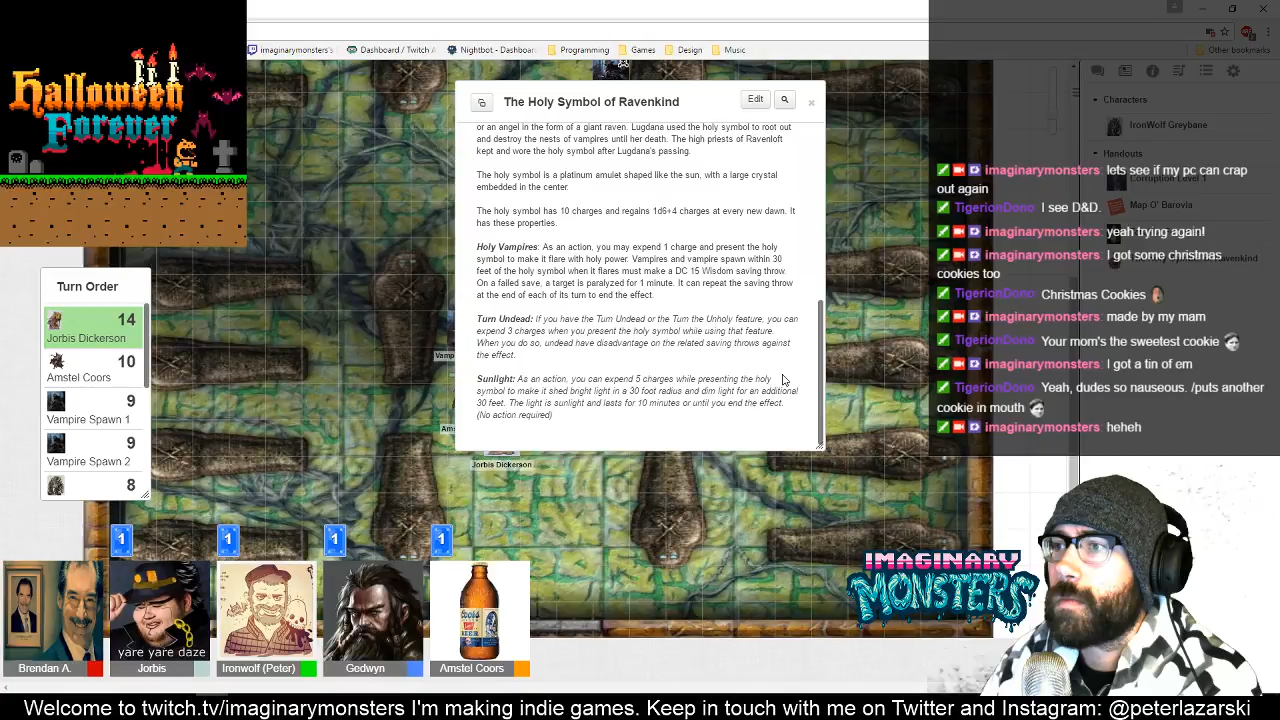 HaLLoWeeN
FoReVeR
imaginarymonsters's
Dashboard / Twitch A
Nightbot - Dashboar
Programming
Games
Design
Music
Other bookmarks
The Holy Symbol of Ravenkind
Edit
or an angel in the form of a giant raven. Lugdana used the holy symbol to root out
and destroy the nests of vampires until her death. The high priests of Ravenloft
kept and wore the holy symbol after Lugdana's passing.
The holy symbol is a platinum amulet shaped like the sun, with a large crystal
embedded in the center.
The holy symbol has 10 charges and regains 1d6+4 charges at every new dawn. It
has these properties.
Holy Vampires: As an action, you may expend 1 charge and present the holy
symbol to make it flare with holy power. Vampires and vampire spawn within 30
feet of the holy symbol when it flares must make a DC 15 Wisdom saving throw.
On a failed save, a target is paralyzed for 1 minute. It can repeat the saving throw
at the end of each of its turn to end the effect.
Turn Undead: If you have the Turn Undead or the Turn the Unholy feature, you can
expend 3 charges when you present the holy symbol while using that feature.
When you do so, undead have disadvantage on the related saving throws against
the effect.
Sunlight: As an action, you can expend 5 charges while presenting the holy
symbol to make it shed bright light in a 30 foot radius and dim light for an additional
30 feet. The light is sunlight and lasts for 10 minutes or until you end the effect.
(No action required)
Vamp
Ams
Jorbis Dickerson
Turn Order
14
Jorbis Dickerson
10
Amstel Coors
9
Vampire Spawn 1
9
Vampire Spawn 2
8
Characters
IronWolf Greybane
Handouts
Corruption Level 1
Map O' Barovia
enkind
imaginarymonsters: lets see if my pc can crap
out again
TigerionDono: I see D&D.
imaginarymonsters: yeah trying again!
imaginarymonsters: I got some christmas
cookies too
TigerionDono: Christmas Cookies
imaginarymonsters: made by my mam
TigerionDono: Your mom's the sweetest cookie
imaginarymonsters: I got a tin of em
TigerionDono: Yeah, dudes so nauseous. /puts another
cookie in mouth
imaginarymonsters: heheh
1
1
1
1
yare yare daze
Coors
BEER
Brendan A.
Jorbis
Ironwolf (Peter)
Gedwyn
Amstel Coors
IMAGINARY
MONSTERS
Welcome to twitch.tv/imaginarymonsters I'm making indie games. Keep in touch with me on Twitter and Instagram: @peterlazarski